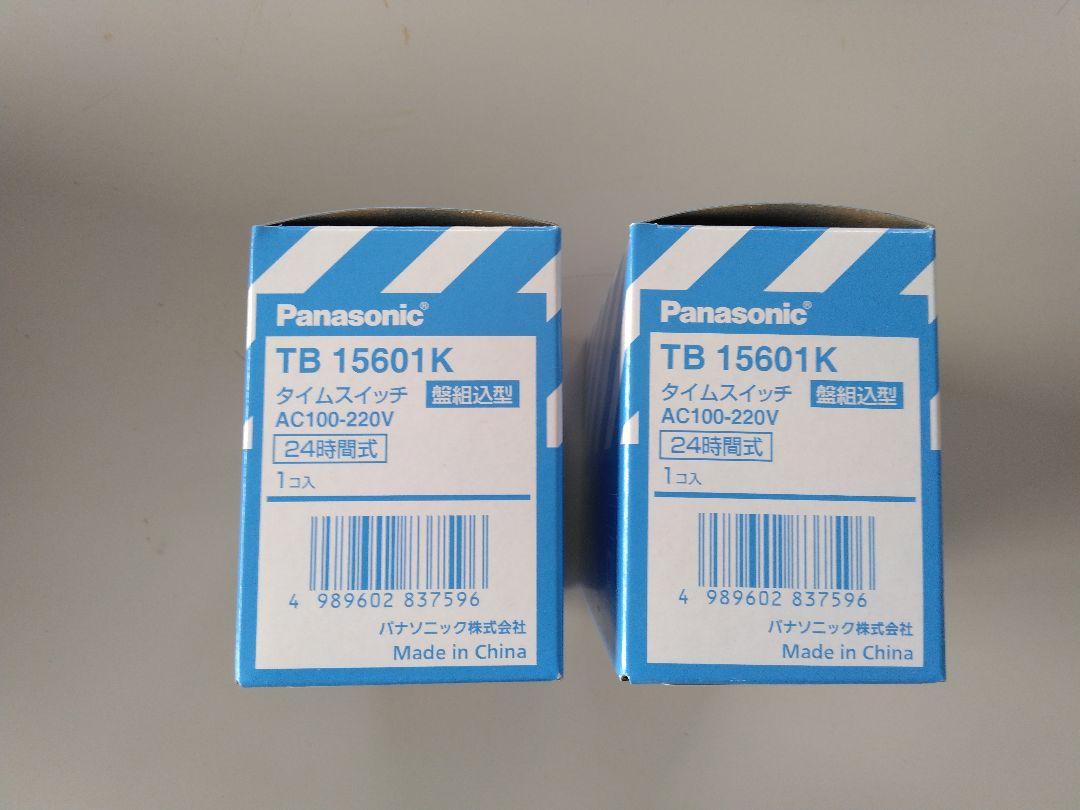 Panasonic®
TB 15601K
タイムスイッチ 盤組込型
AC100-220V
24時間式
1コ入
4 989602 837596
パナソニック株式会社
Made in China
Panasonic®
TB 15601K
タイムスイッチ 盤組込型
AC100-220V
24時間式
1コ入
4 989602 837596
パナソニック株式会社
Made in China